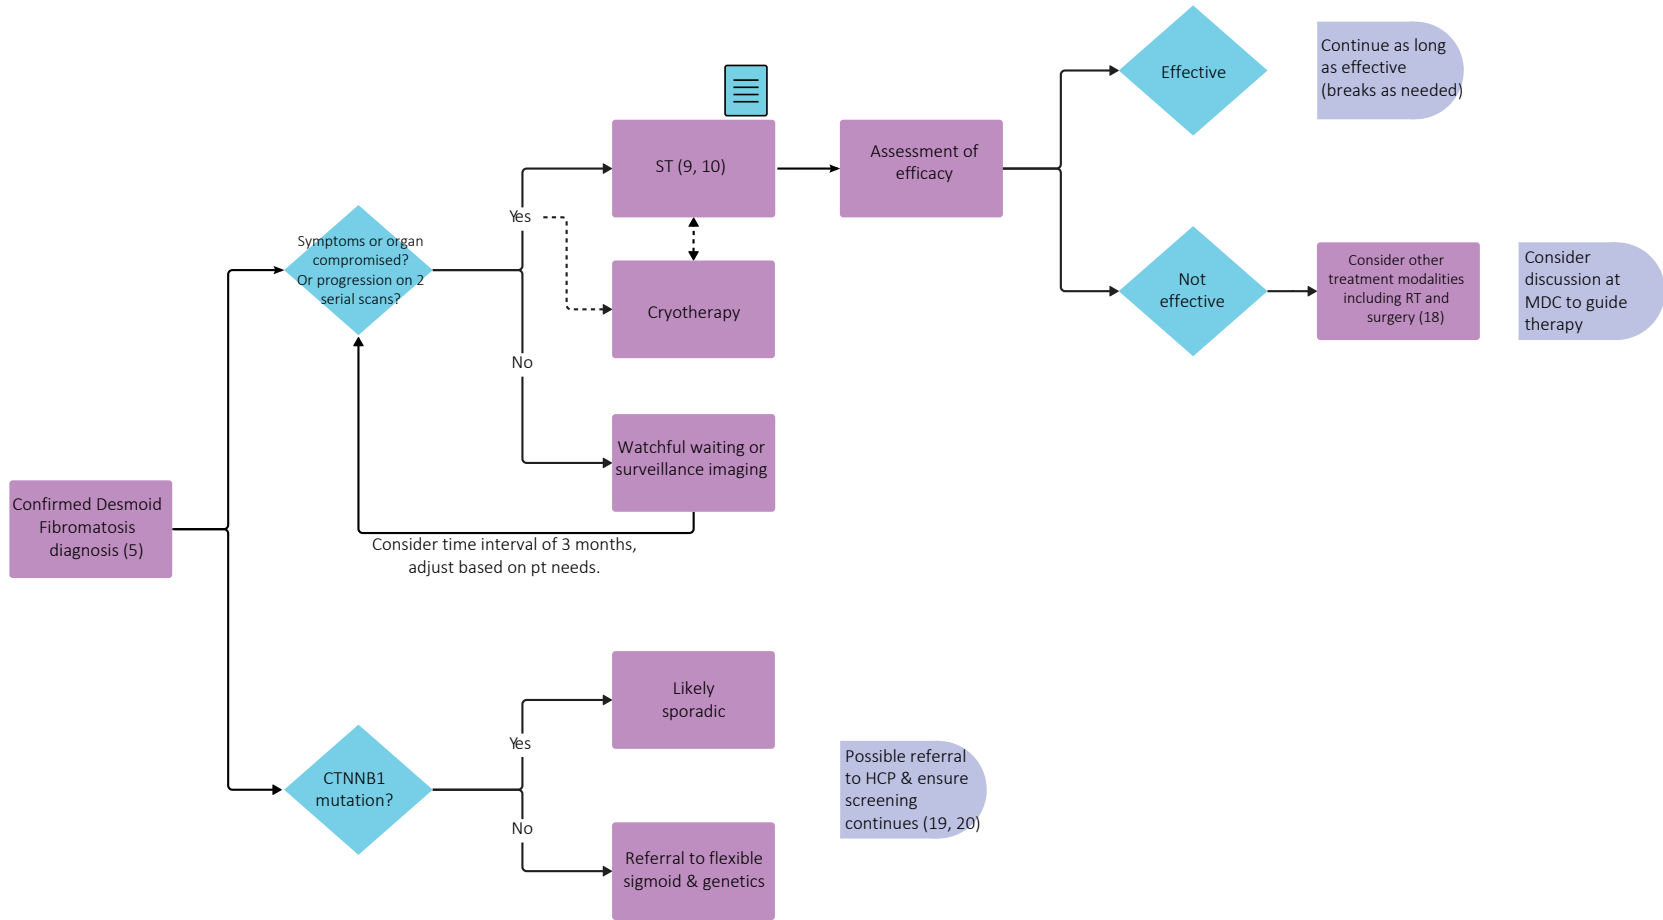 Effective
Continue as long
as effective
(breaks as needed)
ST (9, 10)
Assessment of
efficacy
Yes
Symptoms or organ
compromised?
Or progression on 2
serial scans?
Cryotherapy
Not
effective
Consider other
treatment modalities
including RT and
surgery (18)
Consider
discussion at
MDC to guide
therapy
No
Watchful waiting or
surveillance imaging
Confirmed Desmoid
Fibromatosis
diagnosis (5)
Consider time interval of 3 months,
adjust based on pt needs.
Likely
sporadic
Yes
CTNNB1
mutation?
Possible referral
to HCP & ensure
screening
continues (19, 20)
No
Referral to flexible
sigmoid & genetics